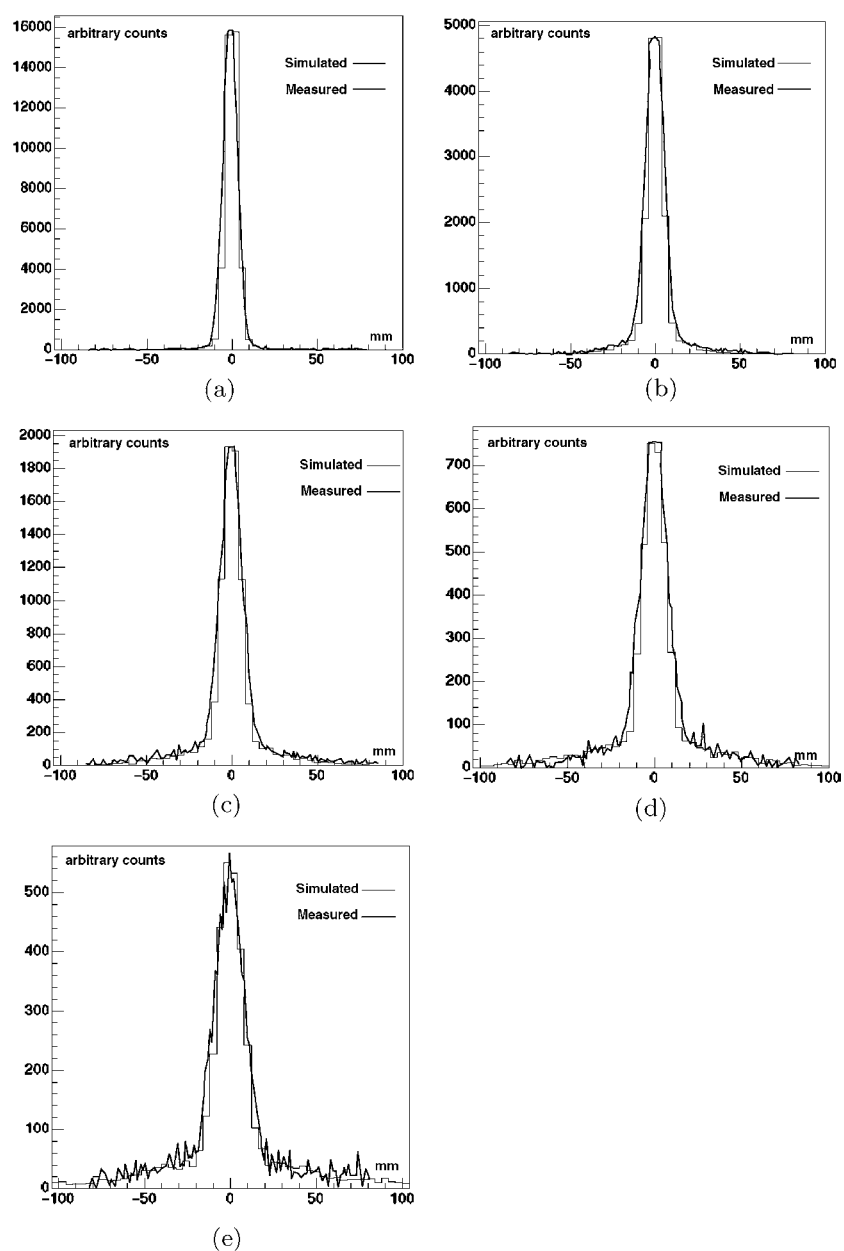 arbitrary counts
Simulated
Measured
16000
14000
12000
10000
8000
6000
4000
2000
0
mm
−100 −50 0 50 100
(a)
arbitrary counts
Simulated
Measured
5000
4000
3000
2000
1000
0
mm
−100 −50 0 50 100
(b)
arbitrary counts
Simulated
Measured
2000
1800
1600
1400
1200
1000
800
600
400
200
0
mm
−100 −50 0 50 100
(c)
arbitrary counts
Simulated
Measured
700
600
500
400
300
200
100
0
mm
−100 −50 0 50 100
(d)
arbitrary counts
Simulated
Measured
500
400
300
200
100
0
mm
−100 −50 0 50 100
(e)